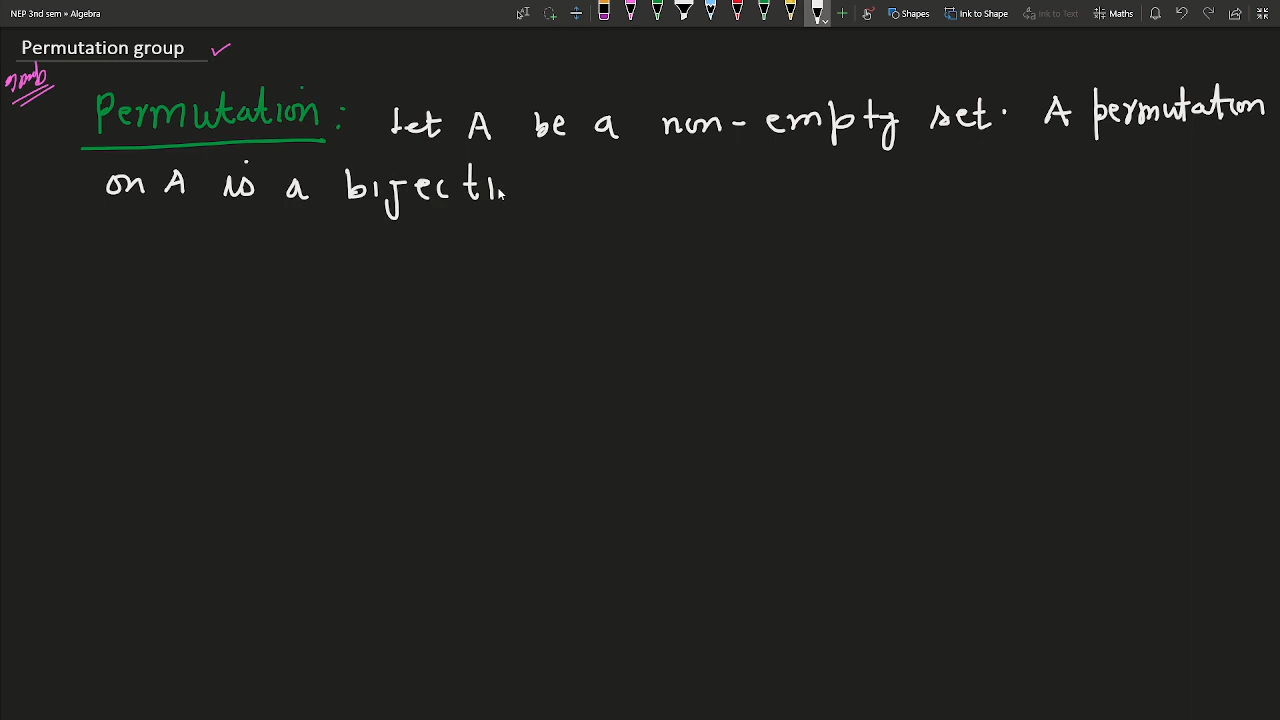 NEP 3nd sem » Algebra
Shapes Ink to Shape Ink to Text Maths
Permutation group
Permutation : Let A be a non-empty set. A permutation
on A is a bijecti